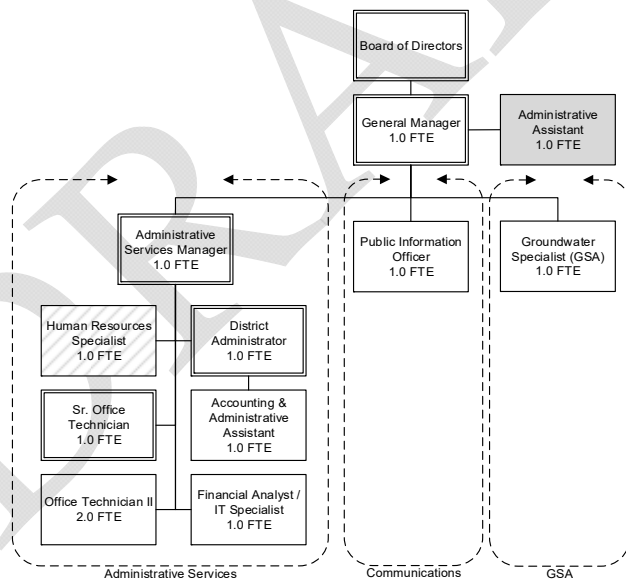 DRAFT
Board of Directors
General Manager
1.0 FTE
Administrative
Assistant
1.0 FTE
Administrative
Services Manager
1.0 FTE
Public Information
Officer
1.0 FTE
Groundwater
Specialist (GSA)
1.0 FTE
Human Resources
Specialist
1.0 FTE
District
Administrator
1.0 FTE
Sr. Office
Technician
1.0 FTE
Accounting &
Administrative
Assistant
1.0 FTE
Office Technician II
2.0 FTE
Financial Analyst /
IT Specialist
1.0 FTE
Administrative Services
Communications
GSA